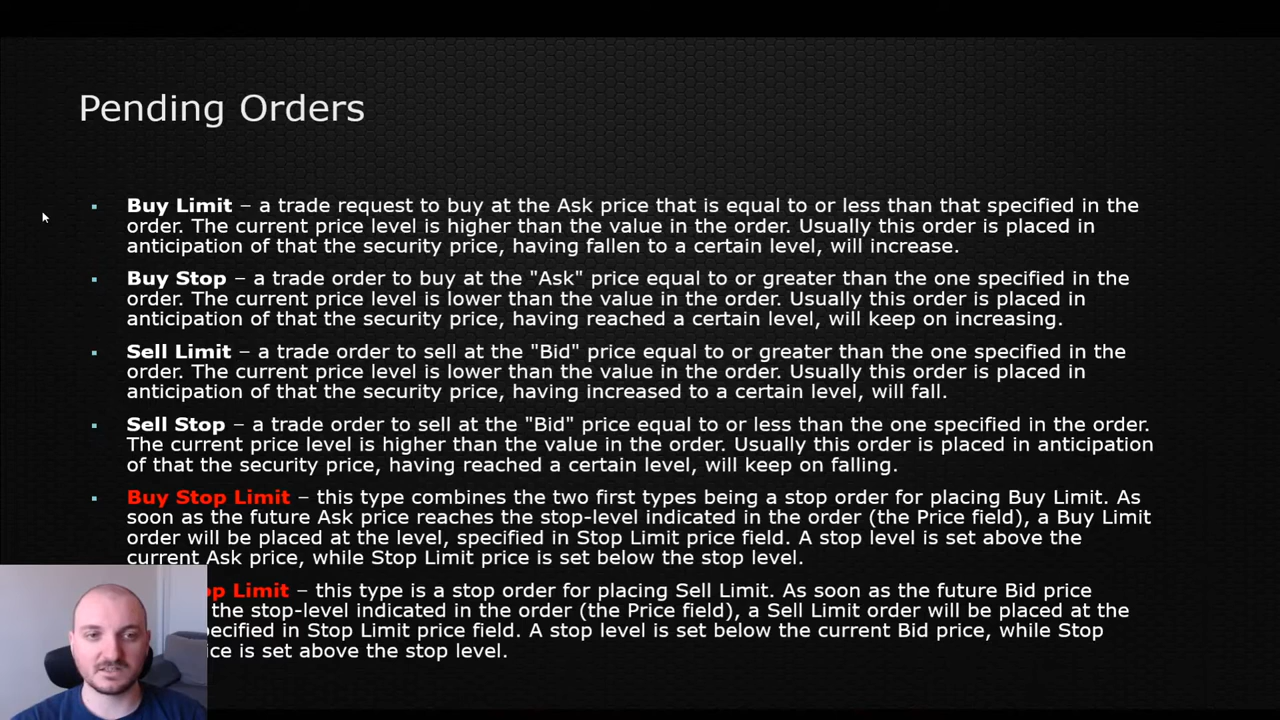 Pending Orders
Buy Limit – a trade request to buy at the Ask price that is equal to or less than that specified in the
order. The current price level is higher than the value in the order. Usually this order is placed in
anticipation of that the security price, having fallen to a certain level, will increase.
Buy Stop – a trade order to buy at the "Ask" price equal to or greater than the one specified in the
order. The current price level is lower than the value in the order. Usually this order is placed in
anticipation of that the security price, having reached a certain level, will keep on increasing.
Sell Limit – a trade order to sell at the "Bid" price equal to or greater than the one specified in the
order. The current price level is lower than the value in the order. Usually this order is placed in
anticipation of that the security price, having increased to a certain level, will fall.
Sell Stop – a trade order to sell at the "Bid" price equal to or less than the one specified in the order.
The current price level is higher than the value in the order. Usually this order is placed in anticipation
of that the security price, having reached a certain level, will keep on falling.
Buy Stop Limit – this type combines the two first types being a stop order for placing Buy Limit. As
soon as the future Ask price reaches the stop-level indicated in the order (the Price field), a Buy Limit
order will be placed at the level, specified in Stop Limit price field. A stop level is set above the
current Ask price, while Stop Limit price is set below the stop level.
Limit – this type is a stop order for placing Sell Limit. As soon as the future Bid price
the stop-level indicated in the order (the Price field), a Sell Limit order will be placed at the
in Stop Limit price field. A stop level is set below the current Bid price, while Stop
is set above the stop level.